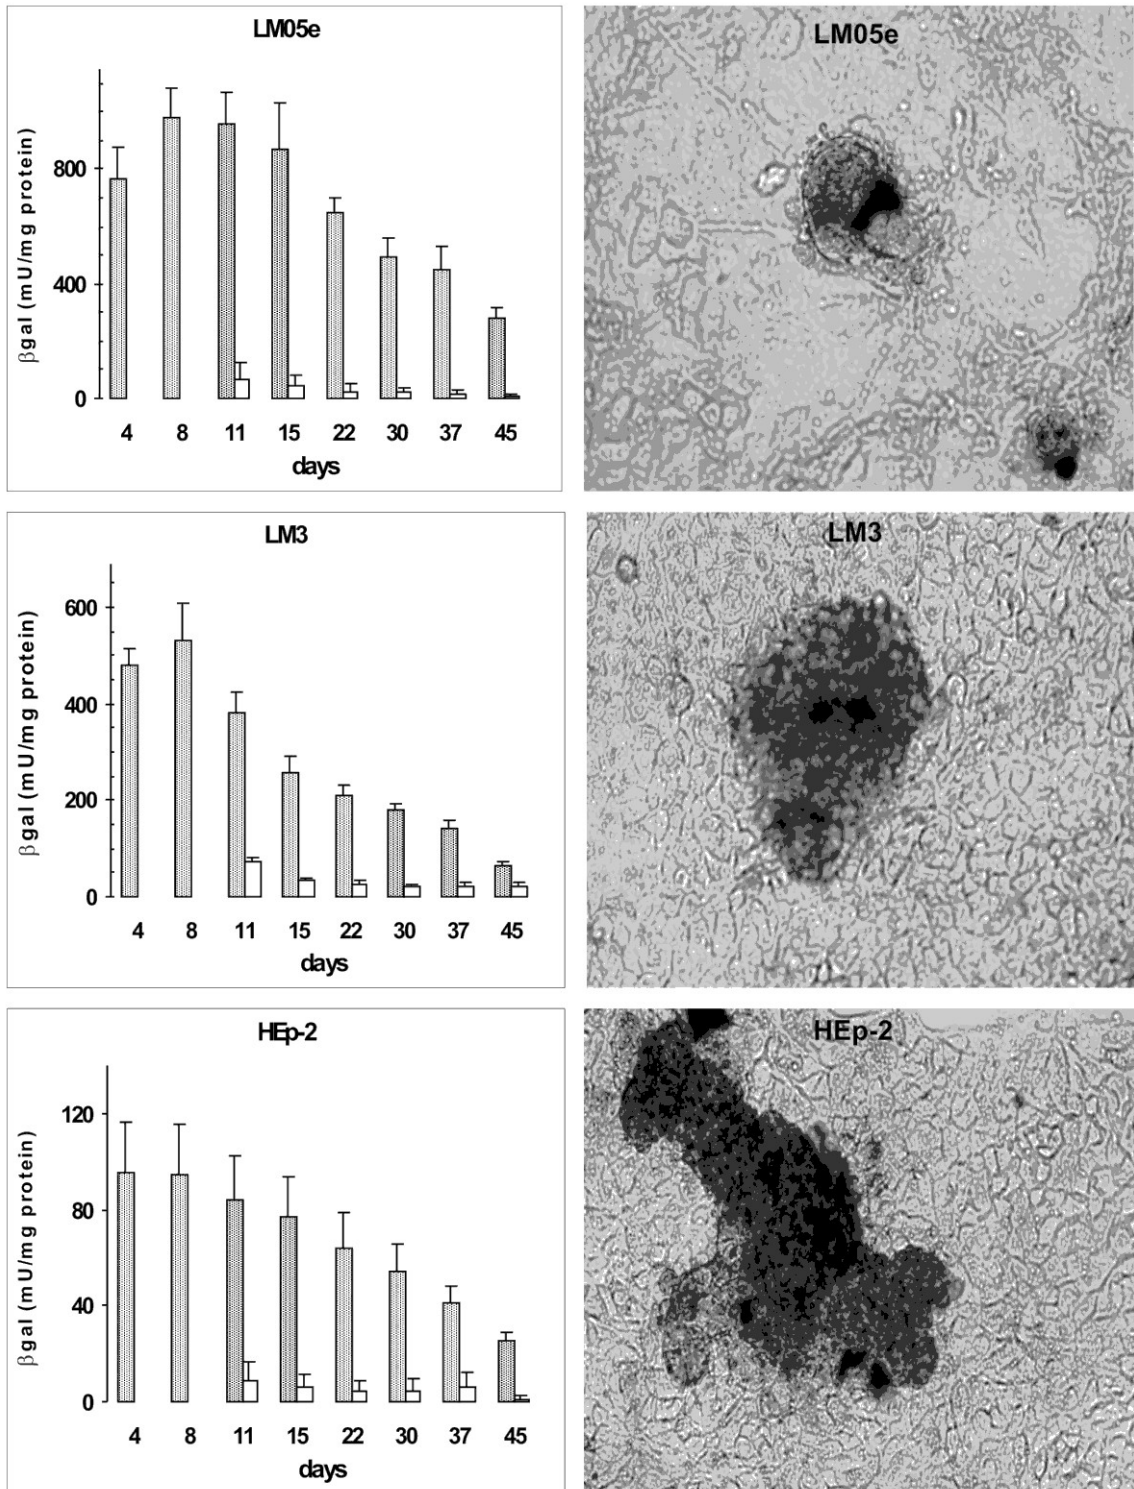 LM05e
βgal (mU/mg protein)
800
400
0
4 8 11 15 22 30 37 45
days
LM05e
LM3
βgal (mU/mg protein)
600
400
200
0
4 8 11 15 22 30 37 45
days
LM3
HEp-2
βgal (mU/mg protein)
120
80
40
0
4 8 11 15 22 30 37 45
days
HEp-2